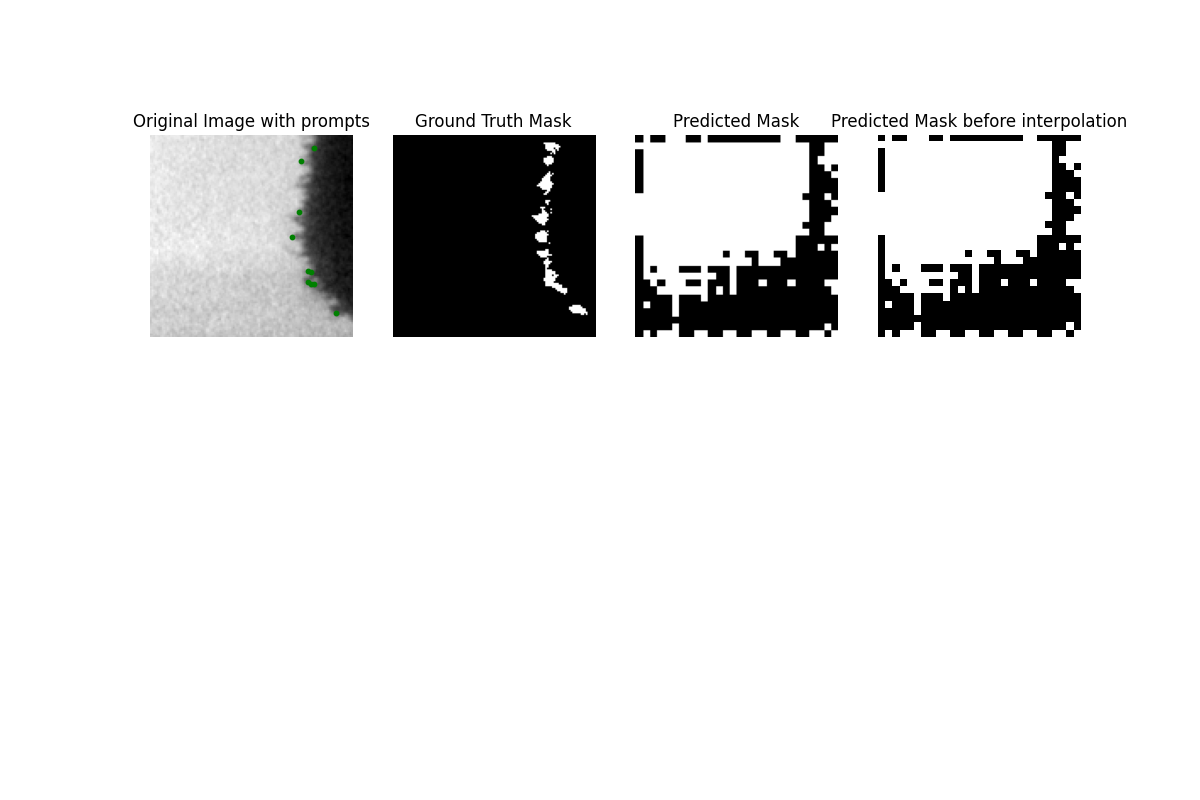 Original Image with prompts
Ground Truth Mask
Predicted Mask
Predicted Mask before interpolation